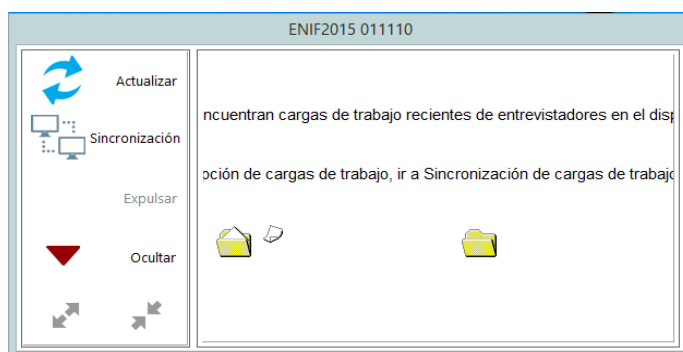 ENIF2015 011110
Actualizar
Sincronización
Expulsar
Ocultar
ncuentran cargas de trabajo recientes de entrevistadores en el disp
pción de cargas de trabajo, ir a Sincronización de cargas de trabajo